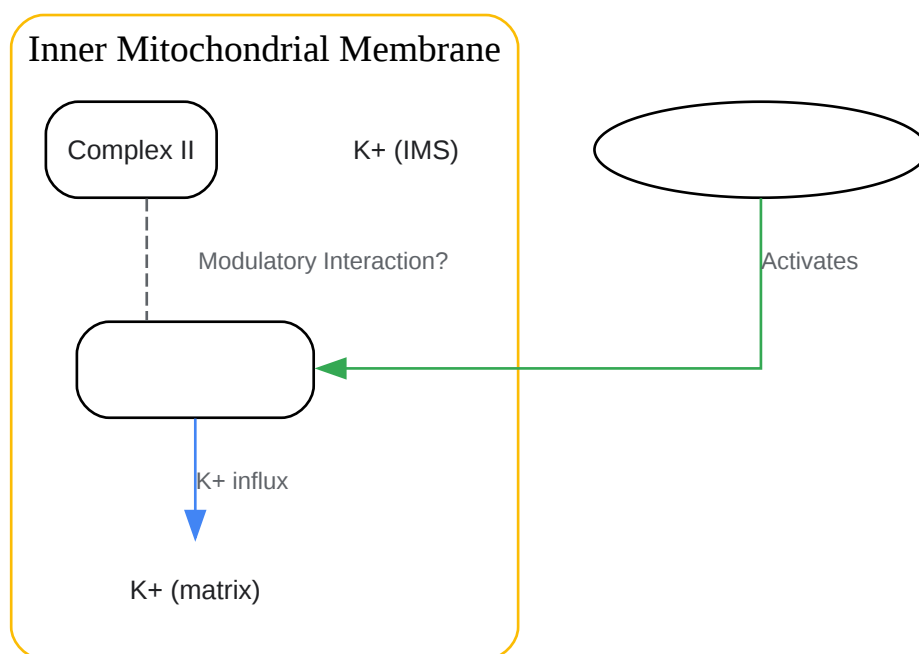 Inner Mitochondrial Membrane
Complex II
K+ (IMS)
Modulatory Interaction?
Activates
K+ influx
K+ (matrix)